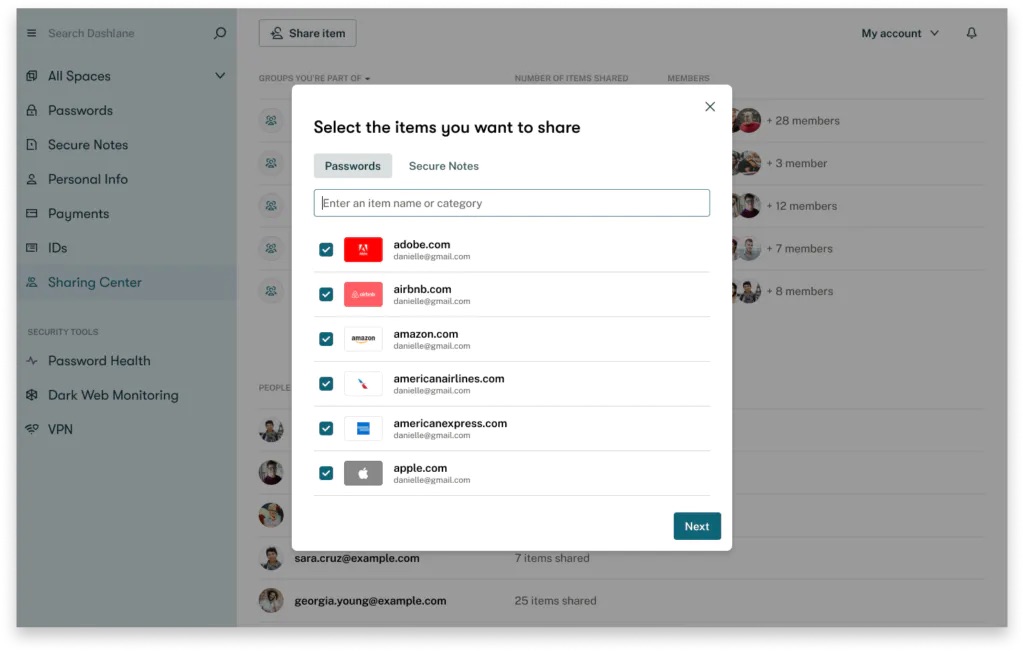 Search Dashlane
All Spaces
Passwords
Secure Notes
Personal Info
Payments
IDs
Sharing Center
SECURITY TOOLS
Password Health
Dark Web Monitoring
VPN
Share item
My account
GROUPS YOU'RE PART OF
NUMBER OF ITEMS SHARED
MEMBERS
+ 28 members
+ 3 member
+ 12 members
+ 7 members
+ 8 members
PEOPLE
sara.cruz@example.com
7 items shared
georgia.young@example.com
25 items shared
Select the items you want to share
Passwords
Secure Notes
Enter an item name or category
adobe.com
danielle@gmail.com
airbnb
airbnb.com
danielle@gmail.com
amazon
amazon.com
danielle@gmail.com
americanairlines.com
danielle@gmail.com
americanexpress.com
danielle@gmail.com
apple.com
danielle@gmail.com
Next